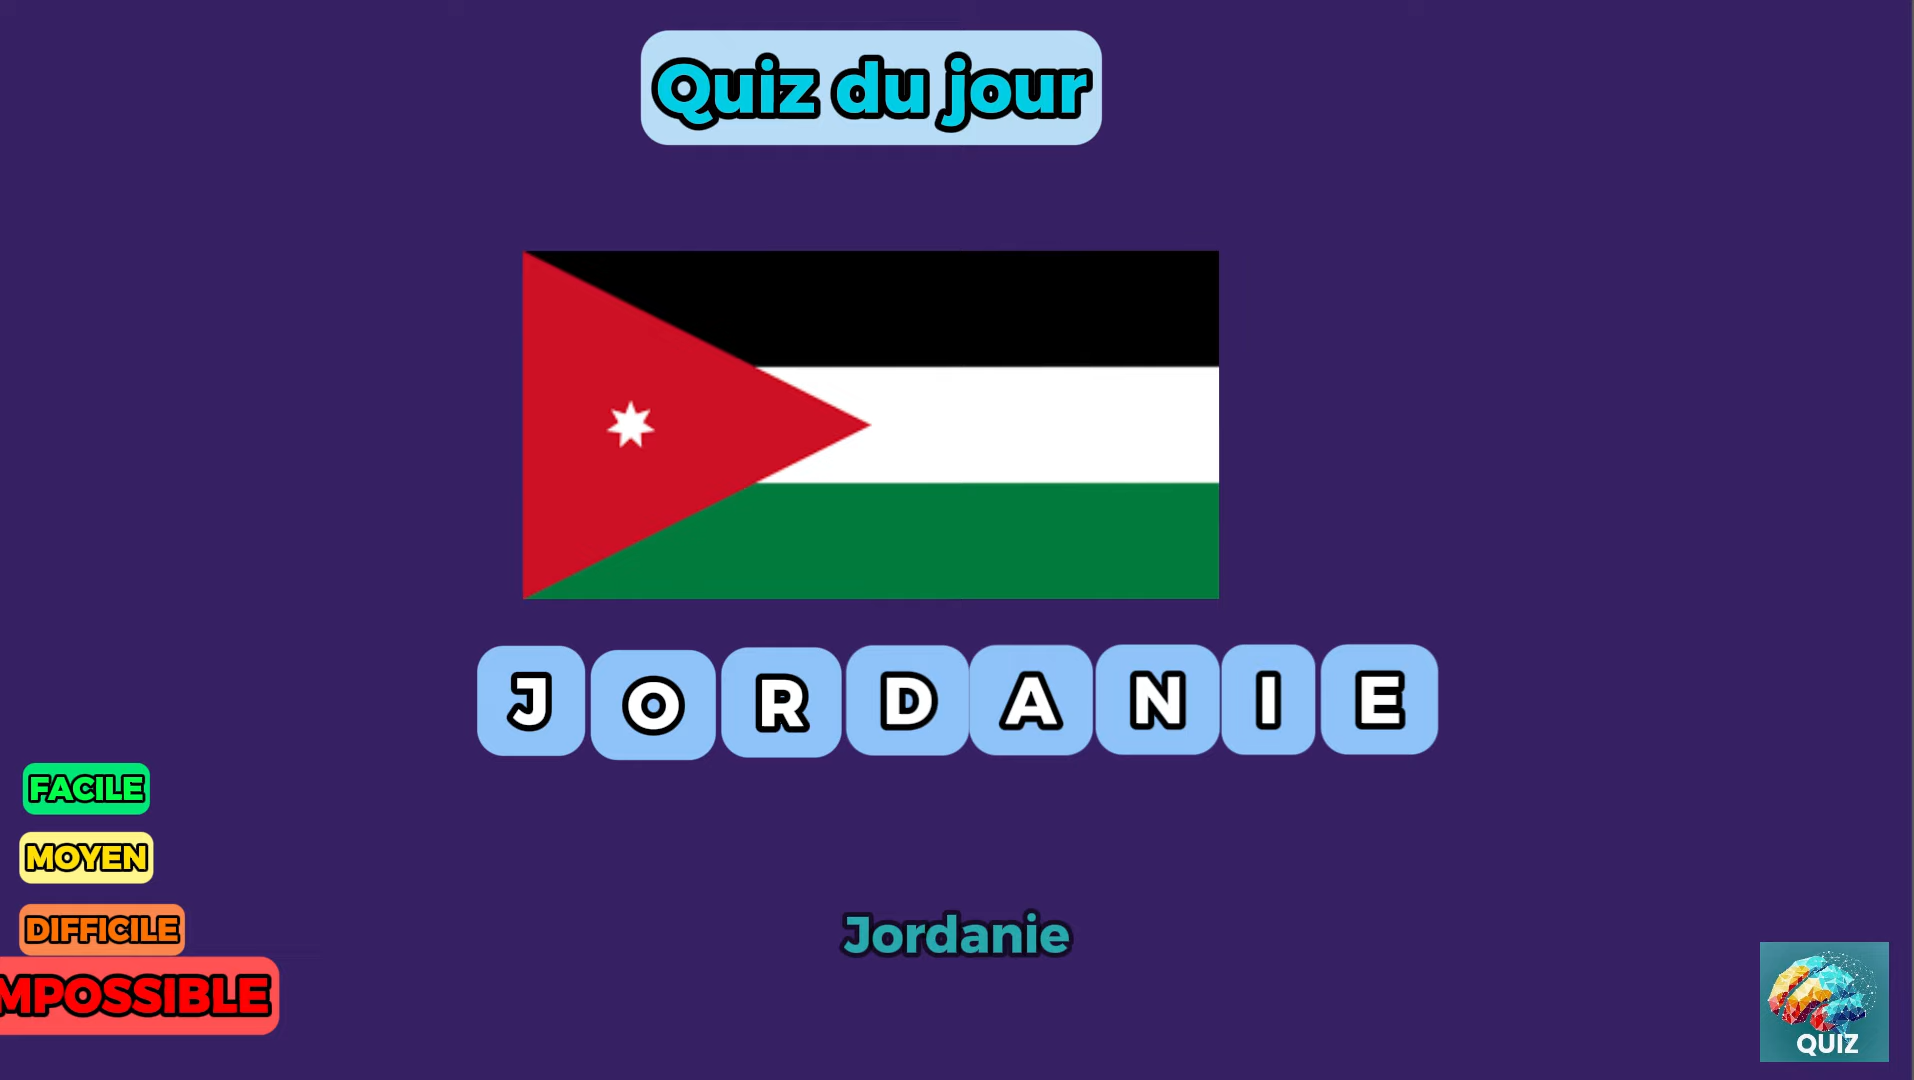 Quiz du jour
JORDANIE
FACILE
MOYEN
DIFFICILE
MPOSSIBLE
Jordanie
QUIZ